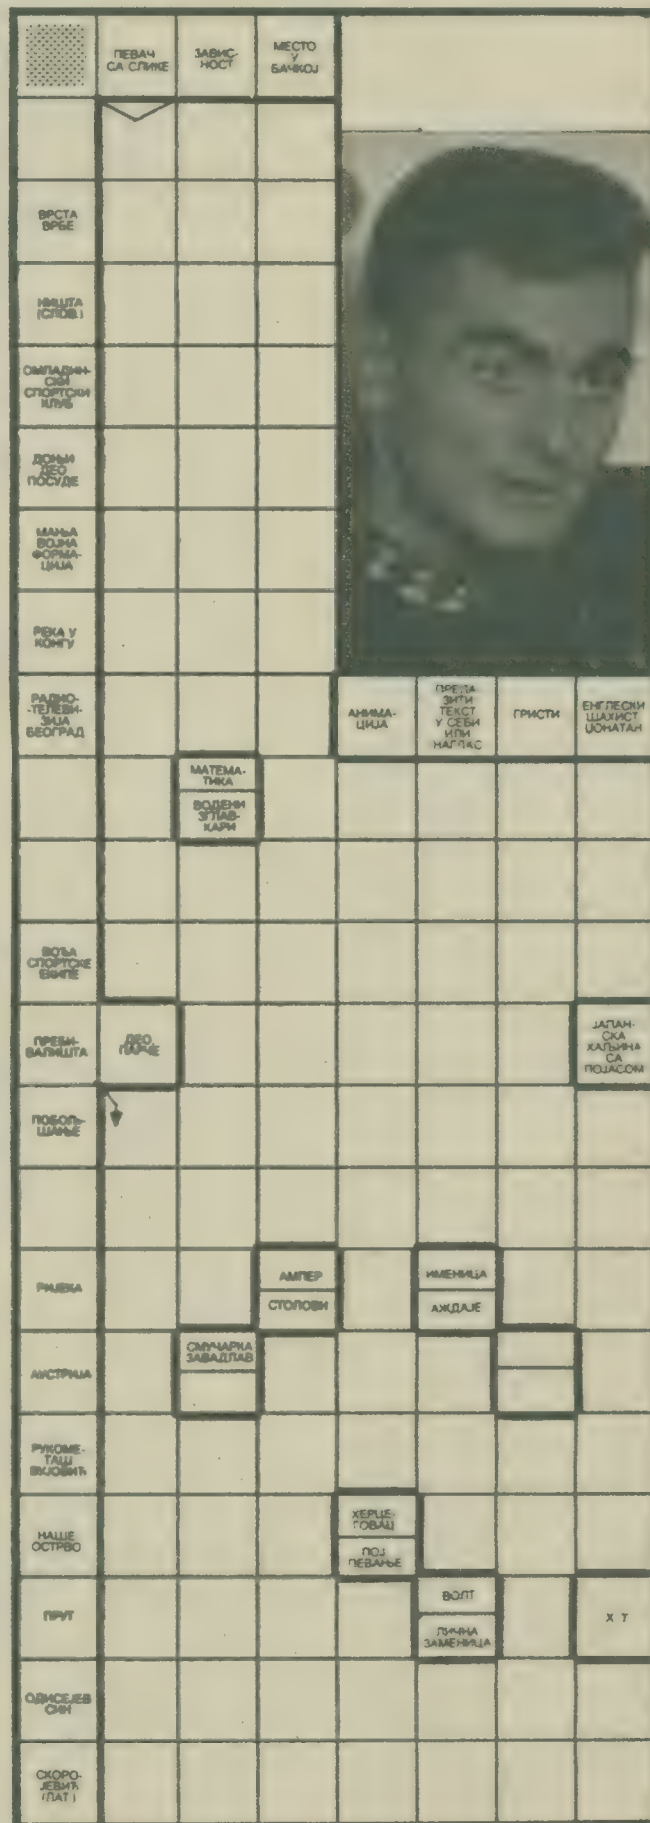 ПЕВАЧ
СА СЛИКЕ
ЗАВИС-
НОСТ
МЕСТО
У
БАЧКОЈ
ВРСТА
ВРБЕ
НИШТА
(СЛОВ.)
ОМЛАДИН-
СКИ
СПОРТСКИ
КЛУБ
ДОЊИ
ДЕО
ПОСУДЕ
МАЊА
ВОЈНА
ФОРМА-
ЦИЈА
РЕКА У
КОНГУ
РАДИО-
-ТЕЛЕВИ-
ЗИЈА
БЕОГРАД
АНИМА-
ЦИЈА
ТЕКСТ
У СЕБИ
ИЛИ
НАГЛАС
ГРИСТИ
ЕНГЛЕСКИ
ШАХИСТ
ЏОНАТАН
МАТЕМА-
ТИКА
ВОДЕНИ
ЗГЛАВ-
КАРИ
ВОЂА
СПОРТСКЕ
ЕКИПЕ
ПРЕБИ-
ВАЛИШТА
ДЕО
ПАРЧЕ
ЈАПАН-
СКА
ХАЉИНА
СА
ПОЈАСОМ
ПОБОЉ-
ШАЊЕ
РИЈЕКА
АМПЕР
СТОЛОВИ
ИМЕНИЦА
АЖДАЈЕ
АУСТРИЈА
СМУЧАРКА
ЗАВАДЛАВ
РУКОМЕ-
ТАШ
ВУЈОВИЋ
НАШЕ
ОСТРВО
ХЕРЦЕ-
ГОВАЦ
ПОЈ
ПЕВАЊЕ
ПРУТ
ВОЛТ
ЛИЧНА
ЗАМЕНИЦА
Х Т
ОДИСЕЈЕВ
СИН
СКОРО-
ЈЕВИЋ
(ЛАТ.)